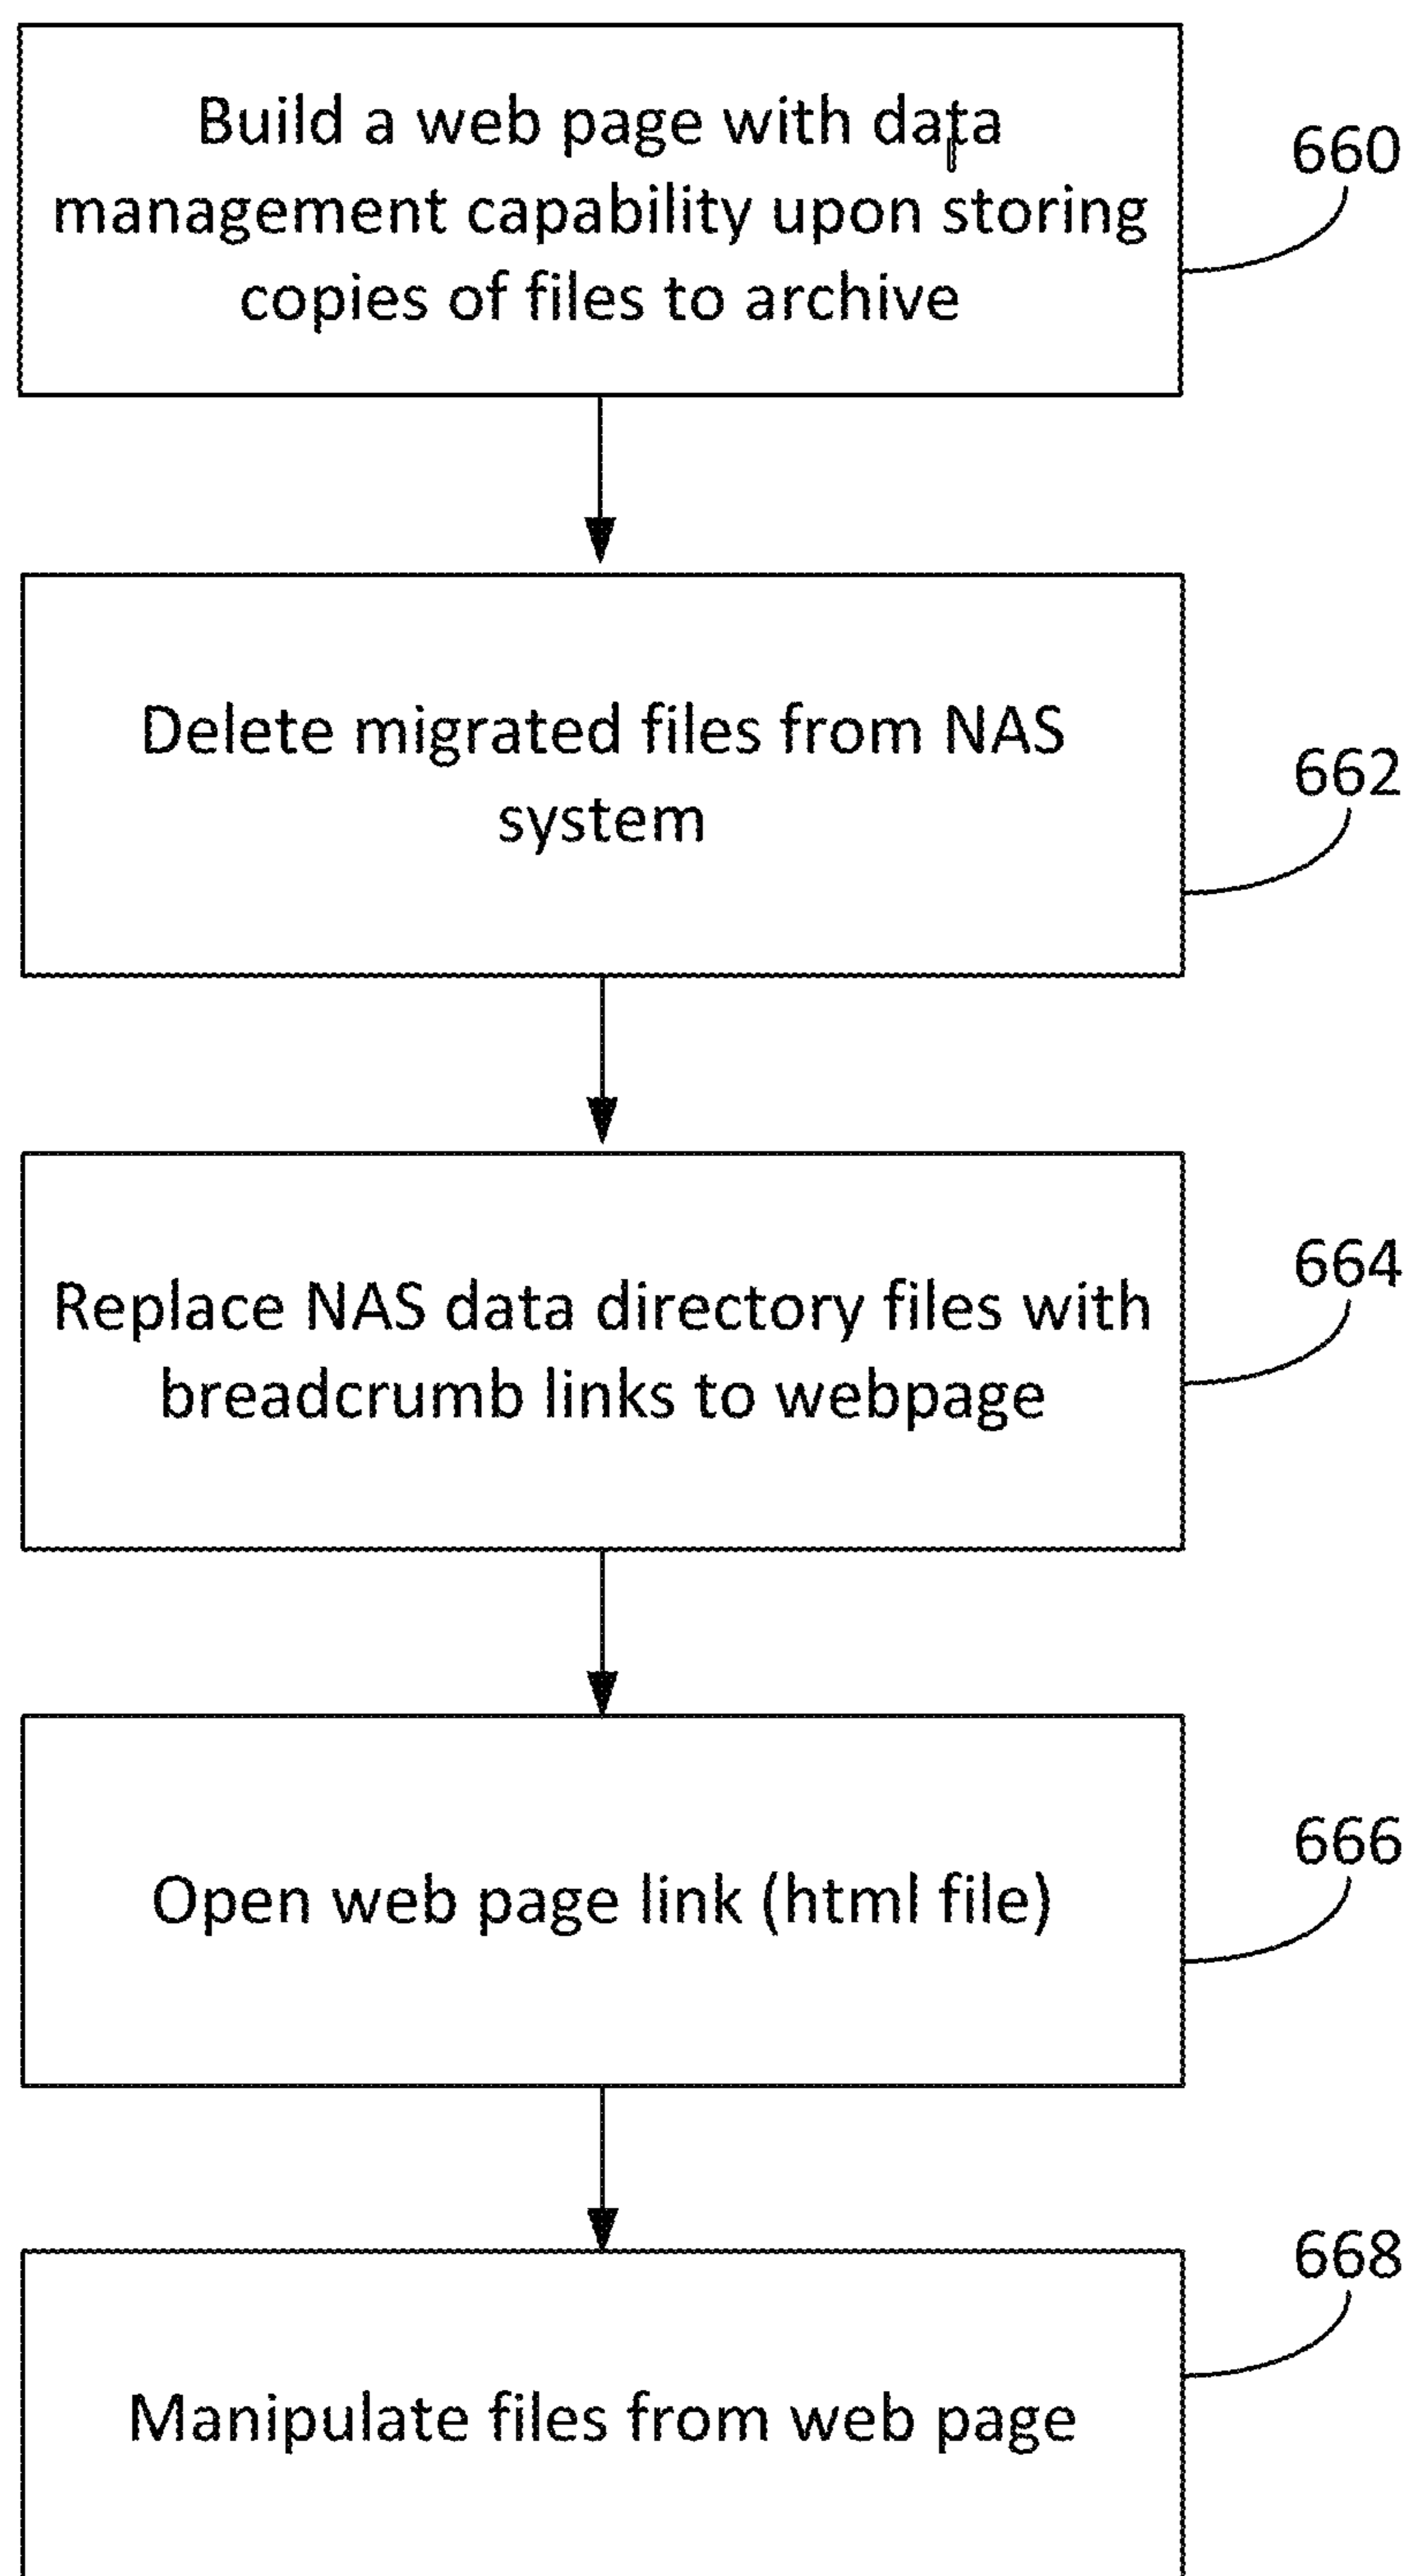 Build a web page with data
management capability upon storing
copies of files to archive
660
Delete migrated files from NAS
system
662
Replace NAS data directory files with
breadcrumb links to webpage
664
Open web page link (html file)
666
Manipulate files from web page
668